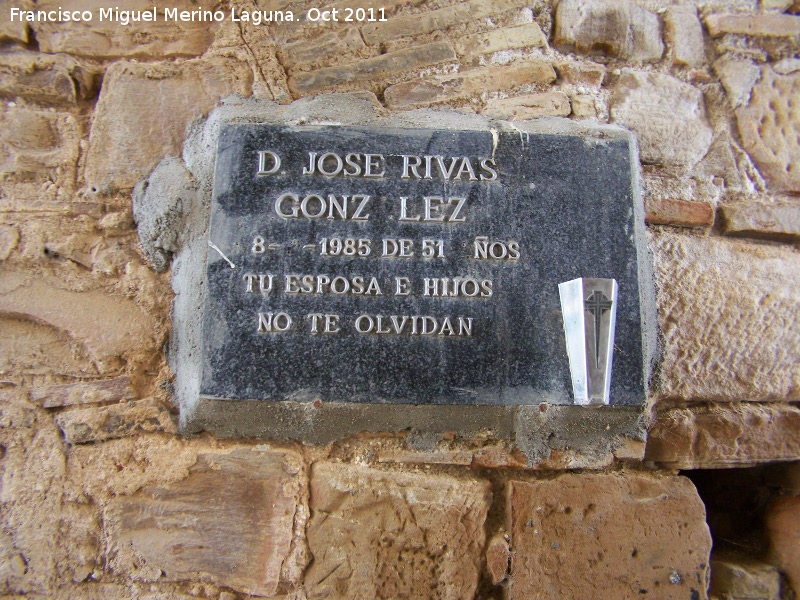 Francisco Miguel Merino Laguna. Oct 2011
D. JOSE RIVAS
GONZ LEZ
8- -1985 DE 51 ÑOS
TU ESPOSA E HIJOS
NO TE OLVIDAN